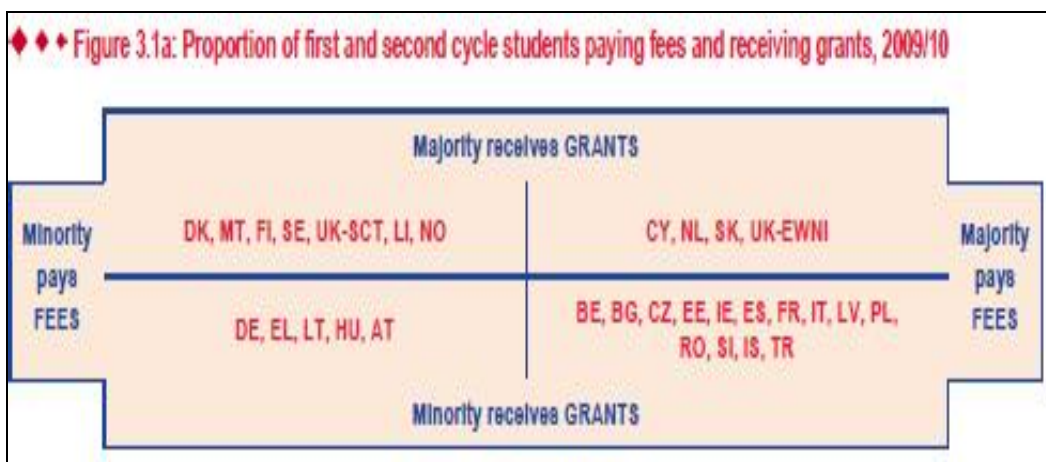 Figure 3.1a: Proportion of first and second cycle students paying fees and receiving grants, 2009/10
Majority receives GRANTS
Minority
pays
FEES
DK, MT, FI, SE, UK-SCT, LI, NO
CY, NL, SK, UK-EWNI
DE, EL, LT, HU, AT
BE, BG, CZ, EE, IE, ES, FR, IT, LV, PL,
RO, SI, IS, TR
Majority
pays
FEES
Minority receives GRANTS